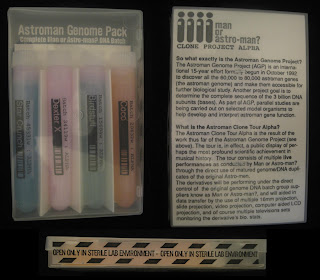 Astroman Genome Pack
Complete Man or Astro-Man? DNA Batch
man
or
astro-man?
CLONE PROJECT ALPHA
So what exactly is the Astroman Genome Project?
The Astroman Genome Project (AGP) is an interna-
tional 15-year effort formally begun in October 1992
to discover all the 60,000 to 80,000 astroman genes
(the astroman genome) and make them accessible for
further biological study. Another project goal is to
determine the complete sequence of the 3 billion DNA
subunits (bases). As part of AGP, parallel studies are
being carried out on selected model organisms to
help develop and interpret astroman gene function.
What is the Astroman Clone Tour Alpha?
The Astroman Clone Tour Alpha is the result of the
work thus far of the Astroman Genome Project (see
above). The tour is, in effect, a public display of per-
haps the most profound scientific achievement in
musical history. The tour consists of multiple live
performances as conducted by Man or Astro-man?
through the direct use of matured genome/DNA dupli-
cates of the original Astro-men.
The derivatives will be performing under the direct
control of the original genome DNA batch group sup-
pliers know as Man or Astro-man?, and will aided in
data transfer by the use of multiple 16mm projection,
slide projection, video projection, computer aided LCD
projection, and of course multiple televisions sets
monitoring the derivative's life stats.
OPEN ONLY IN STERILE LAB ENVIRONMENT - OPEN ONLY IN STERILE LAB ENVIRONMENT